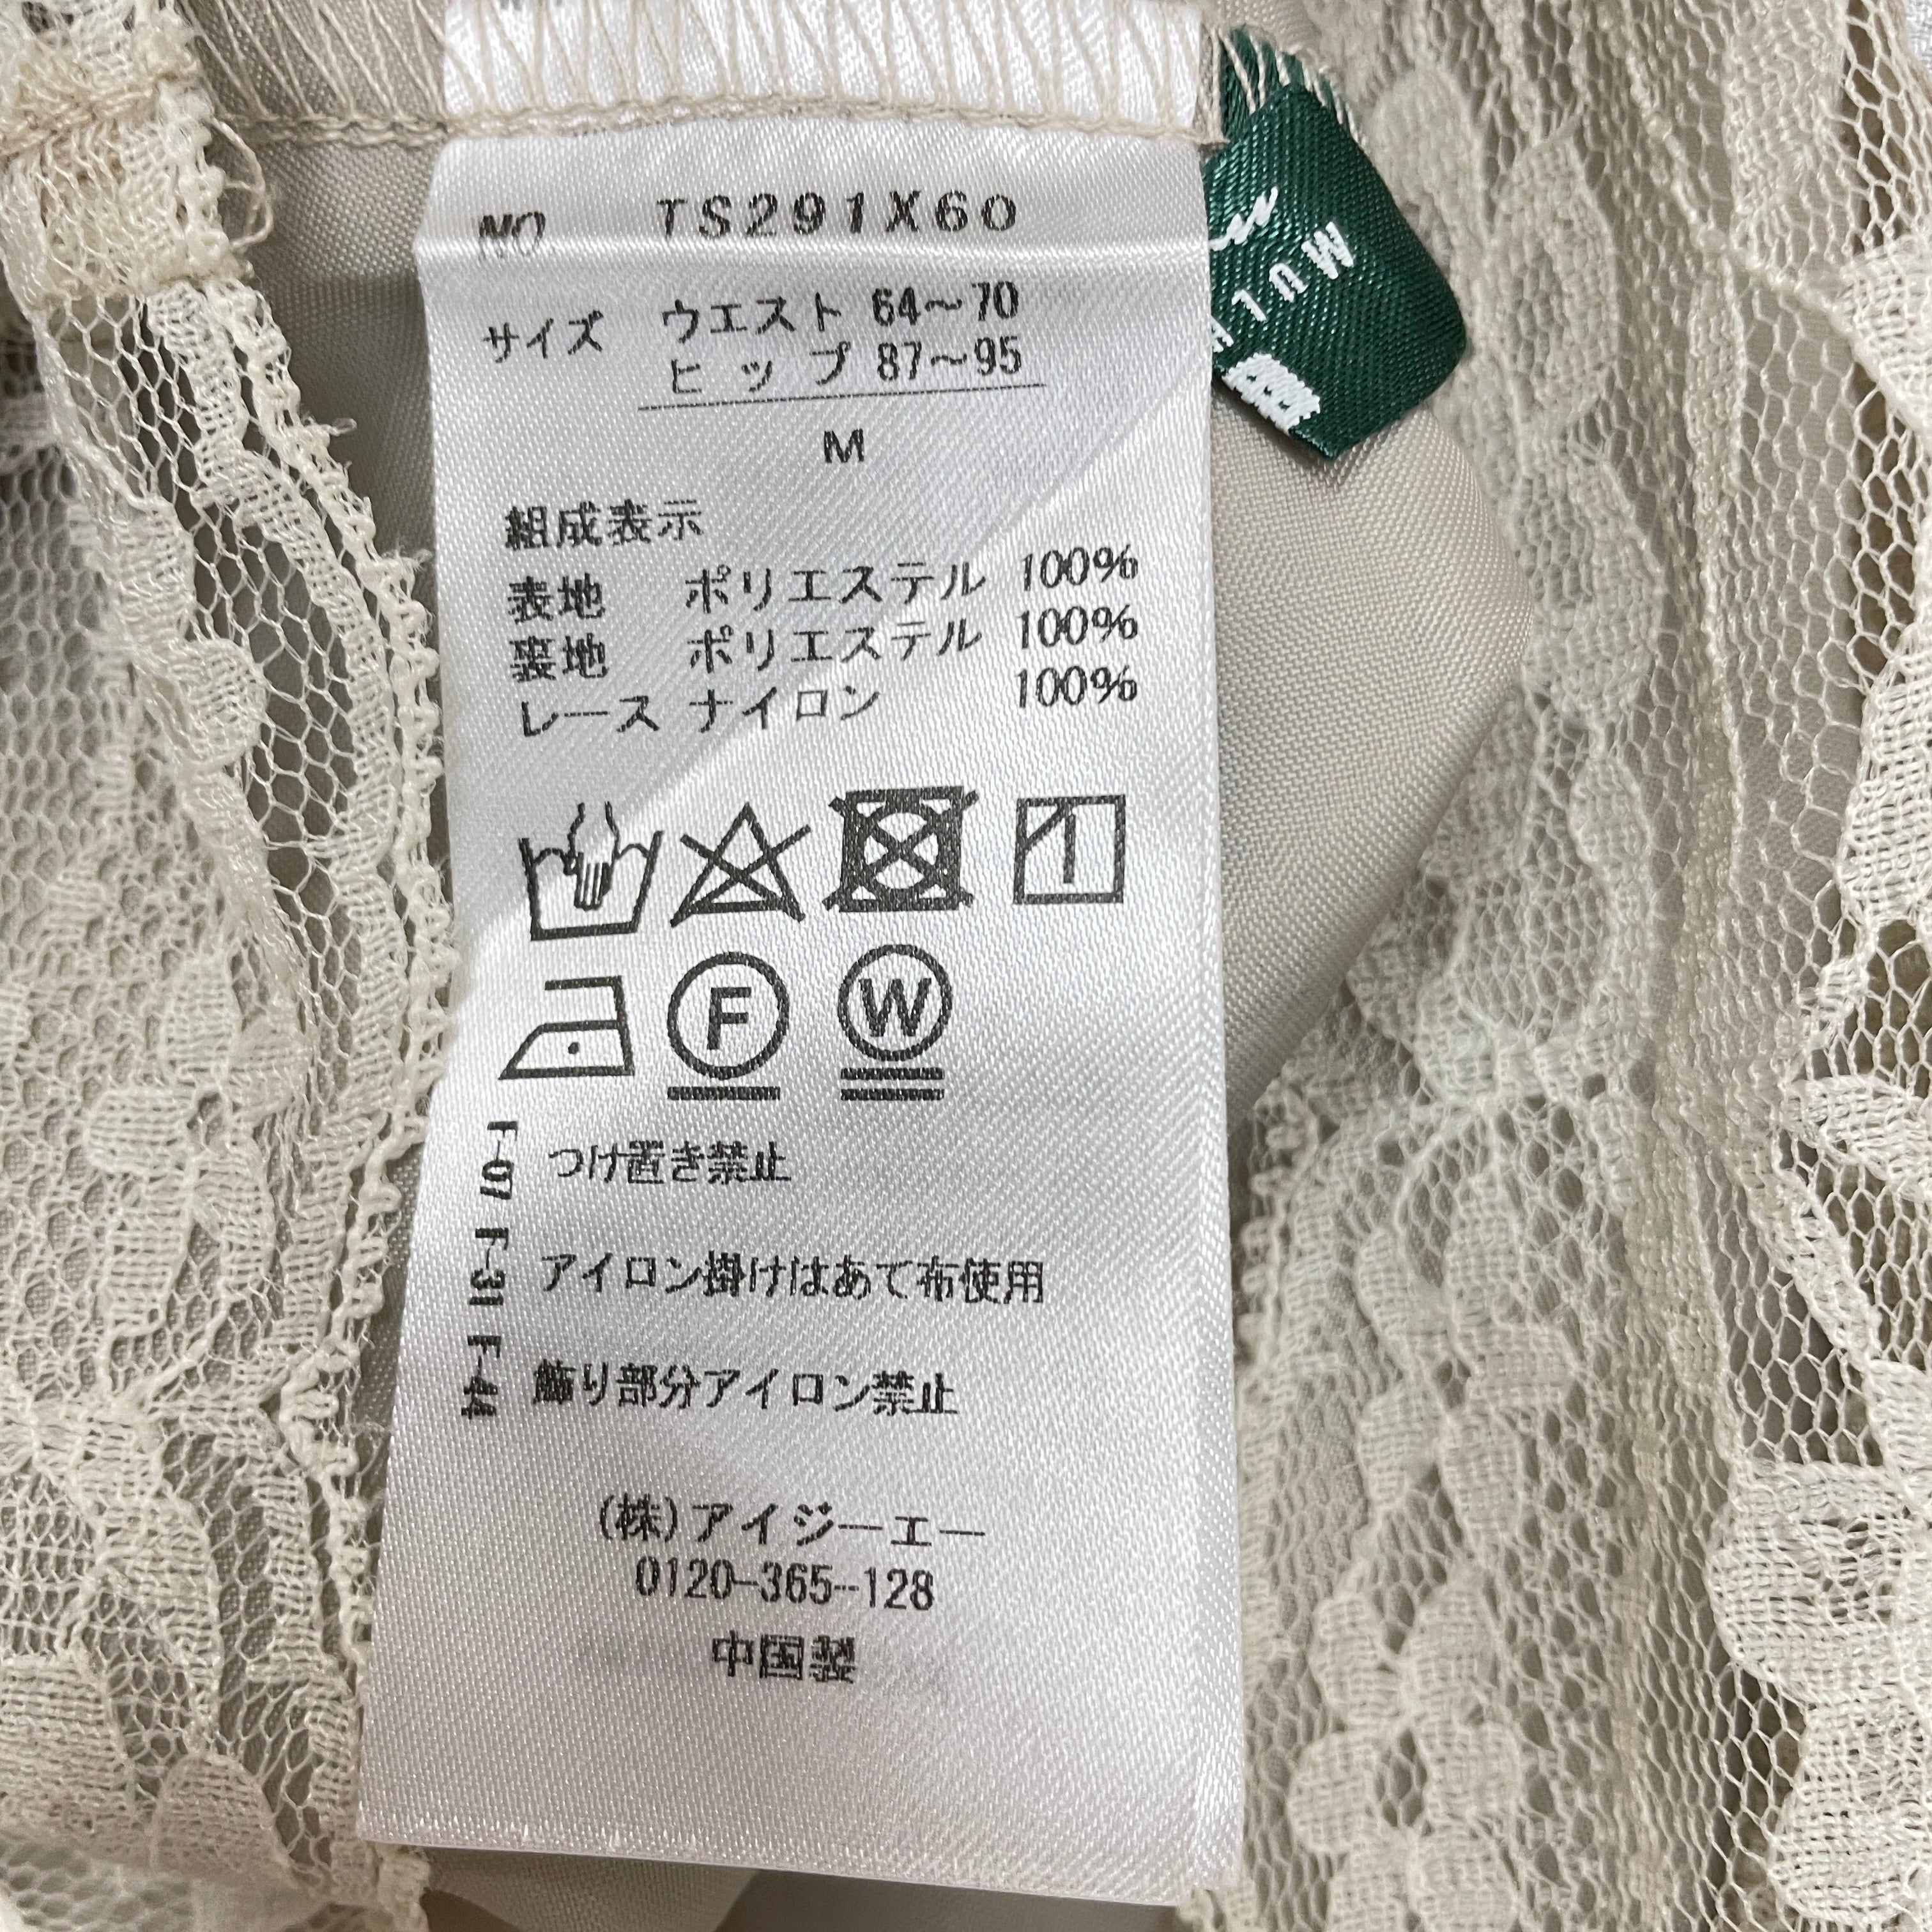 NO. TS291X60
サイズ ウエスト 64～70
ヒップ 87～95
M
組成表示
表地 ポリエステル 100%
裏地 ポリエステル 100%
レース ナイロン 100%
F
W
F-07 つけ置き禁止
F-31 アイロン掛けはあて布使用
F-44 飾り部分アイロン禁止
(株)アイジーエー
0120-365-128
中国製